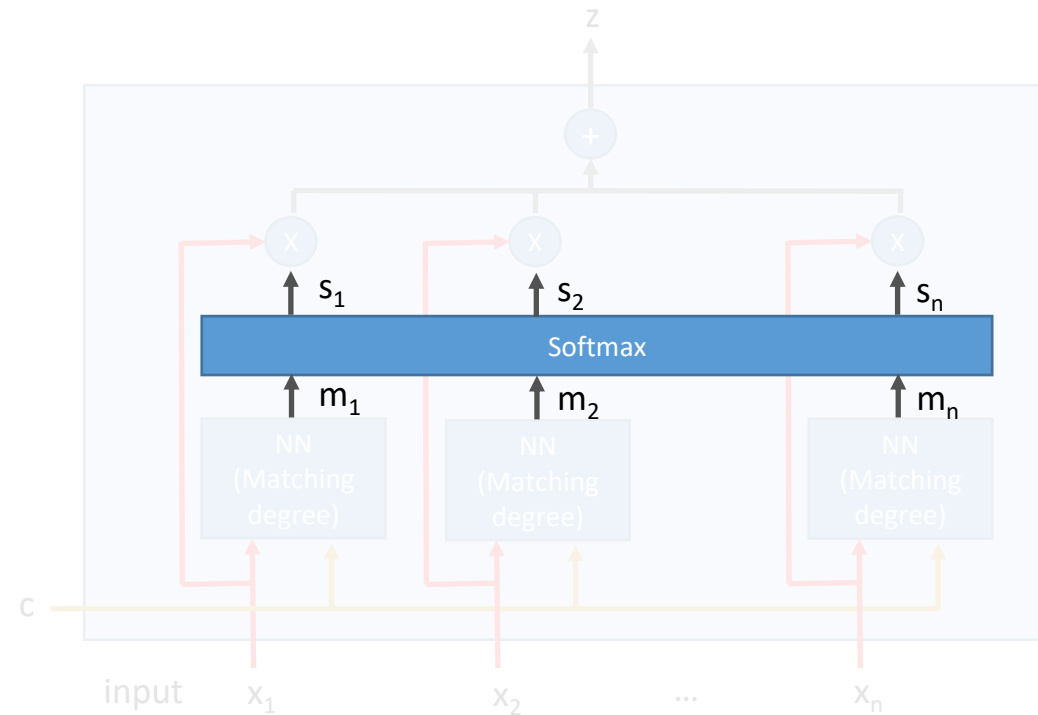 z
+
X X X
s1 s2 sn
Softmax
m1 m2 mn
NN NN NN
(Matching (Matching (Matching
degree) degree) degree)
c
input x1 x2 ... xn